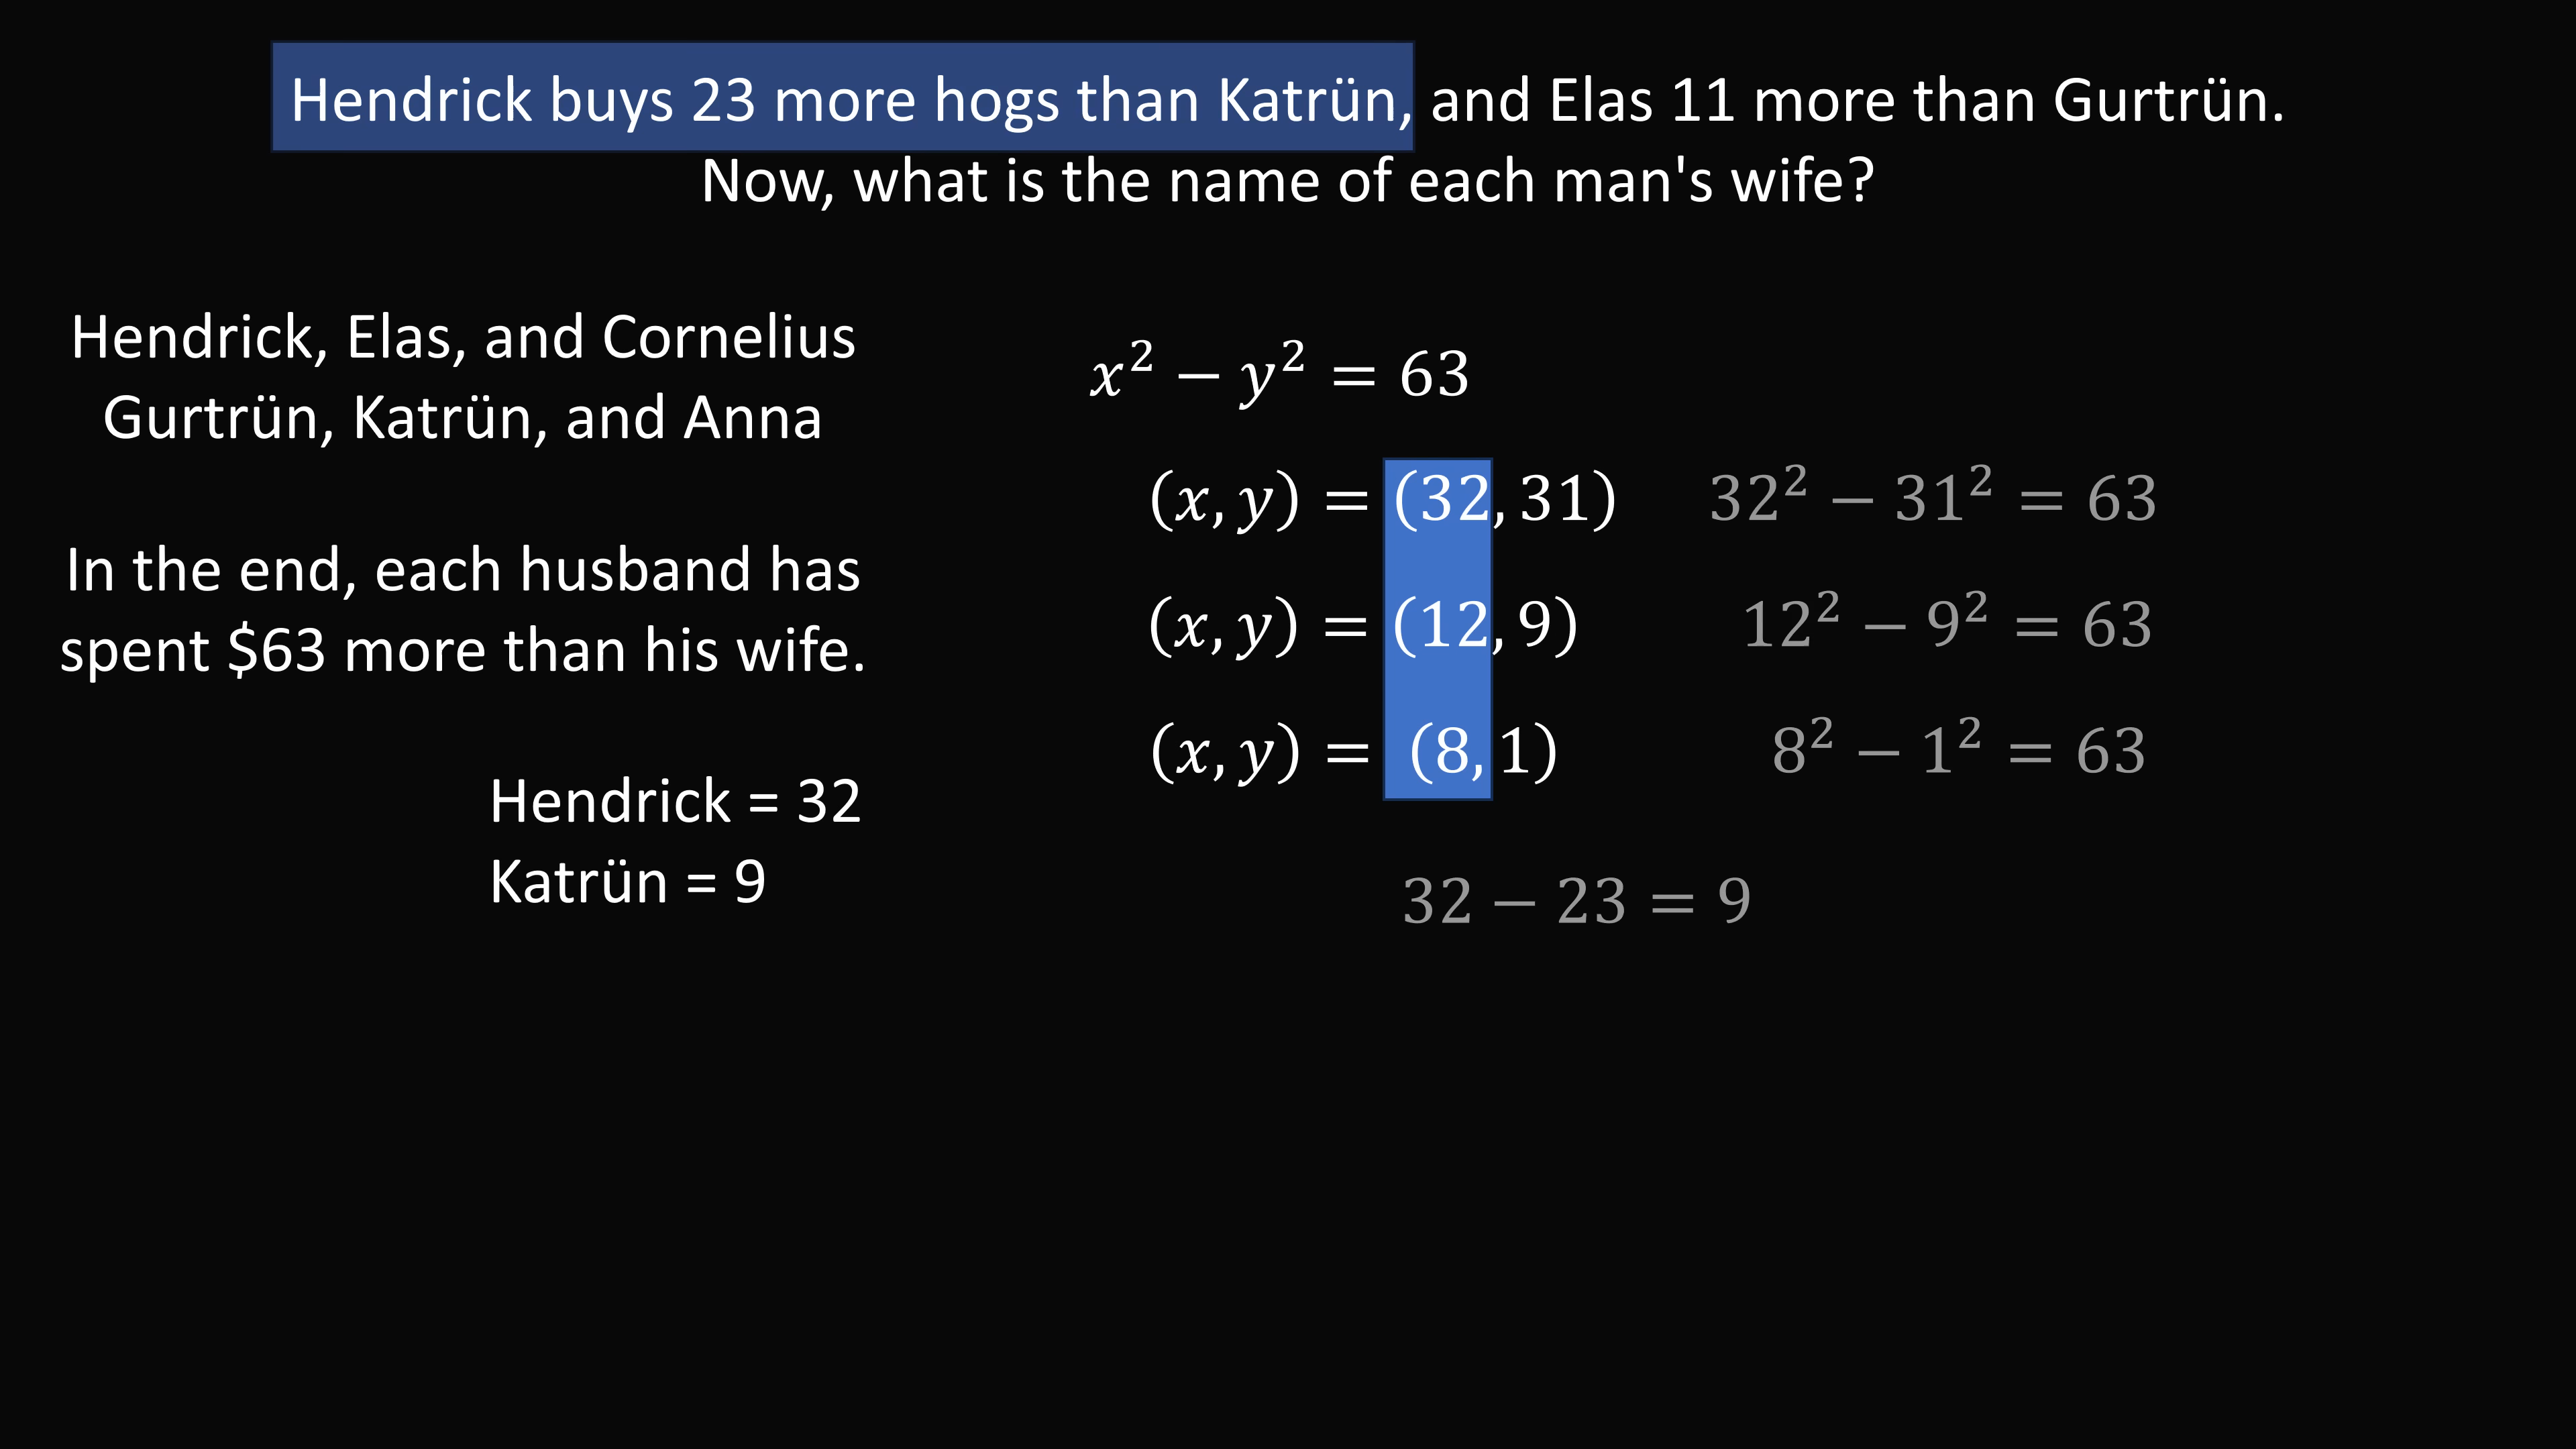 Hendrick buys 23 more hogs than Katrün, and Elas 11 more than Gurtrün.
Now, what is the name of each man's wife?
Hendrick, Elas, and Cornelius
Gurtrün, Katrün, and Anna
In the end, each husband has
spent $63 more than his wife.
Hendrick = 32
Katrün = 9
x² − y² = 63
(x, y) = (32, 31) 32² − 31² = 63
(x, y) = (12, 9) 12² − 9² = 63
(x, y) = (8, 1) 8² − 1² = 63
32 − 23 = 9